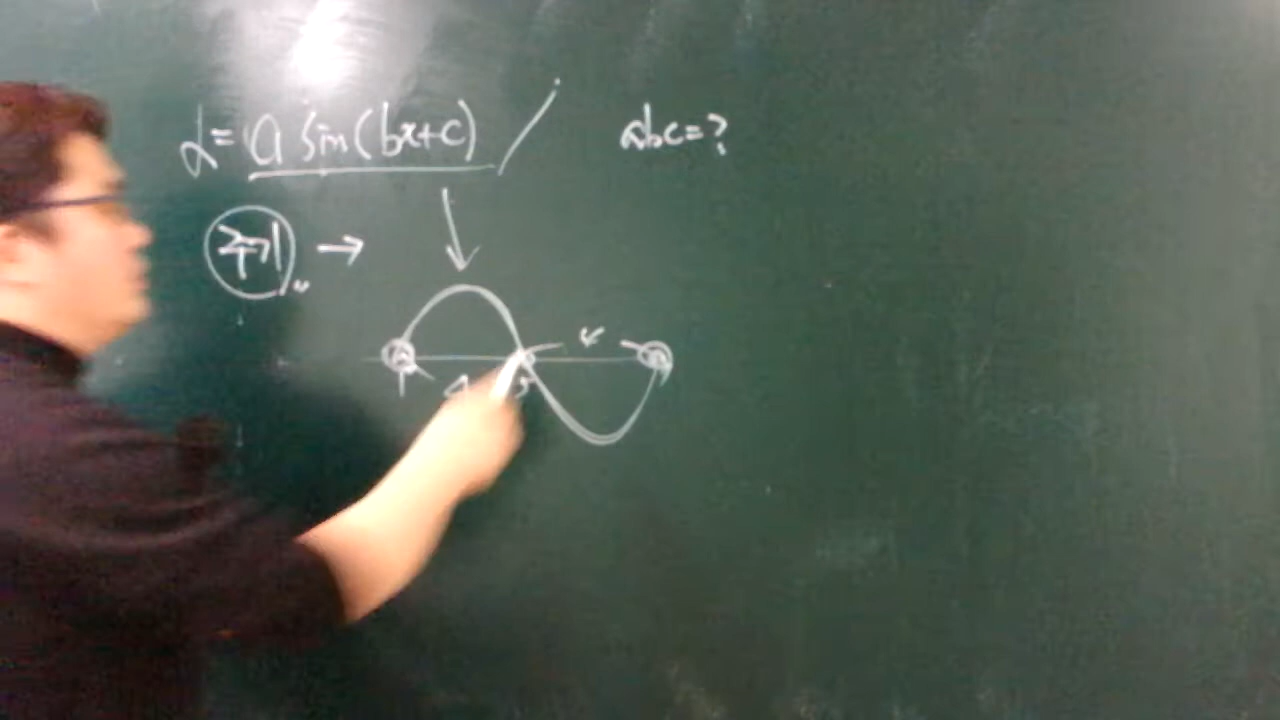 y = a sin(bx+c) abc=?
주기 →